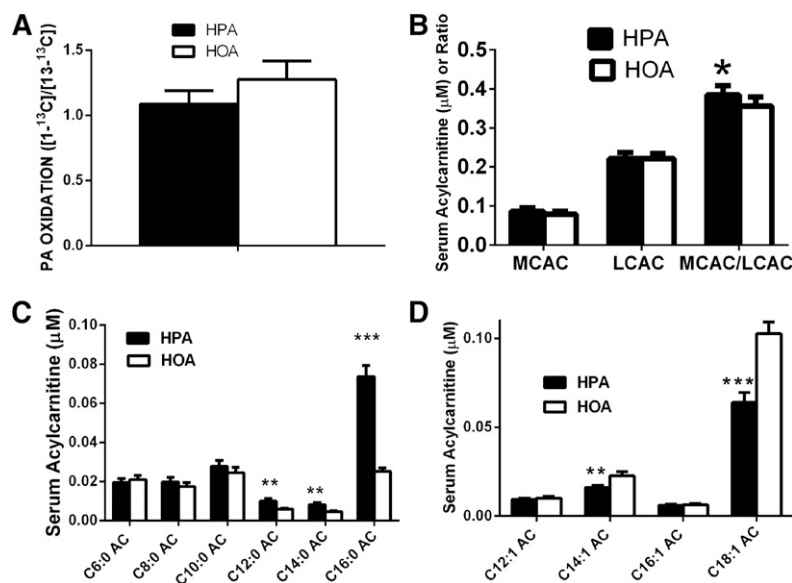 A
HPA
HOA
PA OXIDATION ([1-¹³C]/[13-¹³C])
1.5
1.0
0.5
0.0
B
HPA
HOA
Serum Acylcarnitine (µM) or Ratio
0.5
0.4
0.3
0.2
0.1
0.0
*
MCAC LCAC MCAC/LCAC
C
HPA
HOA
Serum Acylcarnitine (µM)
0.10
0.08
0.06
0.04
0.02
0.00
** ** ***
C6:0 AC
C8:0 AC
C10:0 AC
C12:0 AC
C14:0 AC
C16:0 AC
D
HPA
HOA
Serum Acylcarnitine (µM)
0.10
0.05
0.00
** ***
C12:1 AC
C14:1 AC
C16:1 AC
C18:1 AC